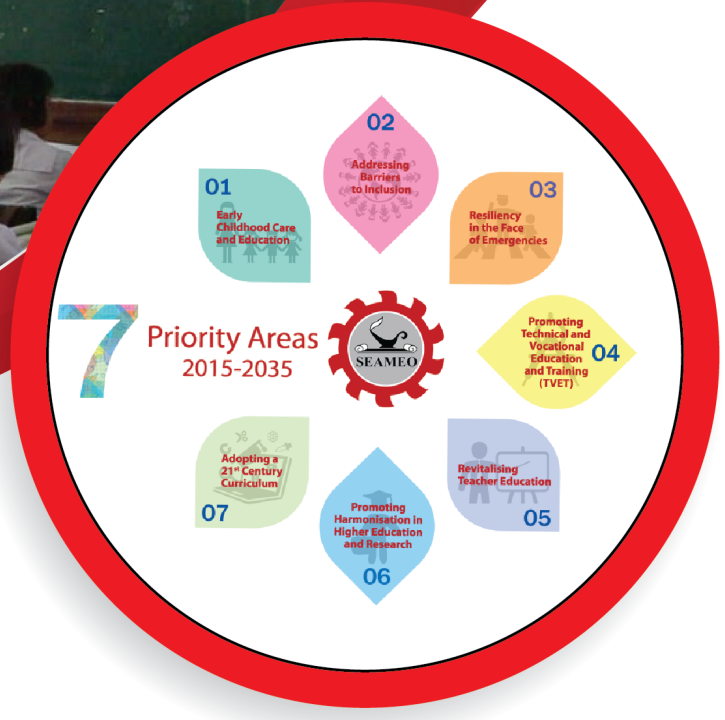 02
Addressing
Barriers
to Inclusion
01
Early
Childhood Care
and Education
03
Resiliency
in the Face
of Emergencies
7 Priority Areas
2015-2035
SEAMEO
Promoting
Technical and
Vocational
Education
and Training
(TVET)
04
Revitalising
Teacher Education
05
Promoting
Harmonisation in
Higher Education
and Research
06
Adopting a
21st Century
Curriculum
07